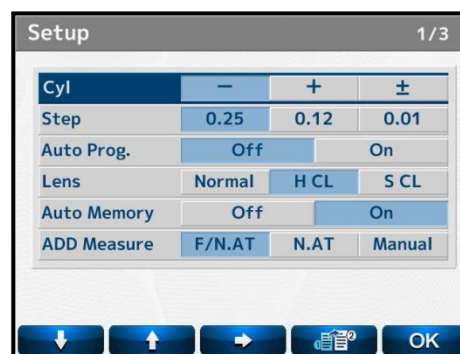 Setup 1/3
Cyl − + ±
Step 0.25 0.12 0.01
Auto Prog. Off On
Lens Normal H CL S CL
Auto Memory Off On
ADD Measure F/N.AT N.AT Manual
OK